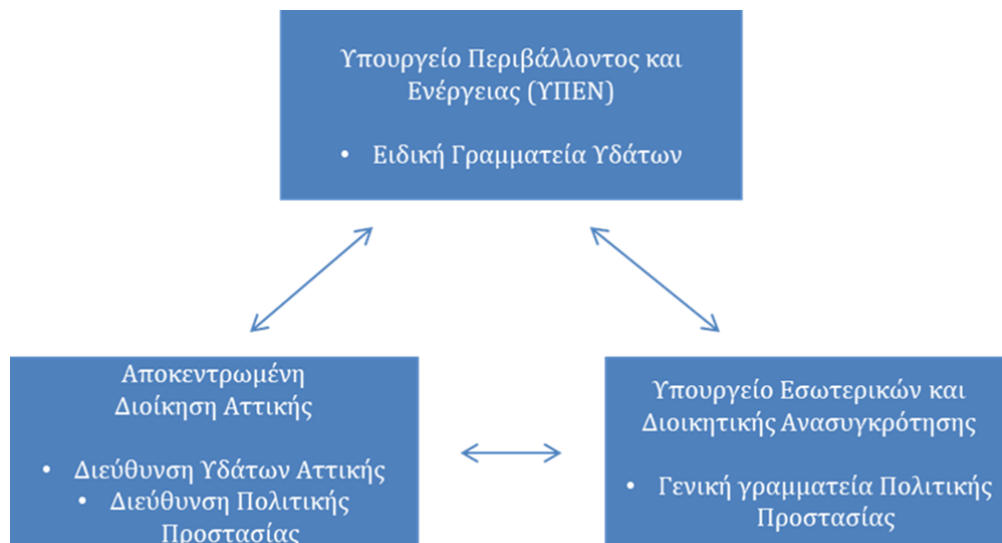 Υπουργείο Περιβάλλοντος και
Ενέργειας (ΥΠΕΝ)
• Ειδική Γραμματεία Υδάτων
Αποκεντρωμένη
Διοίκηση Αττικής
• Διεύθυνση Υδάτων Αττικής
• Διεύθυνση Πολιτικής
Προστασίας
Υπουργείο Εσωτερικών και
Διοικητικής Ανασυγκρότησης
• Γενική γραμματεία Πολιτικής
Προστασίας